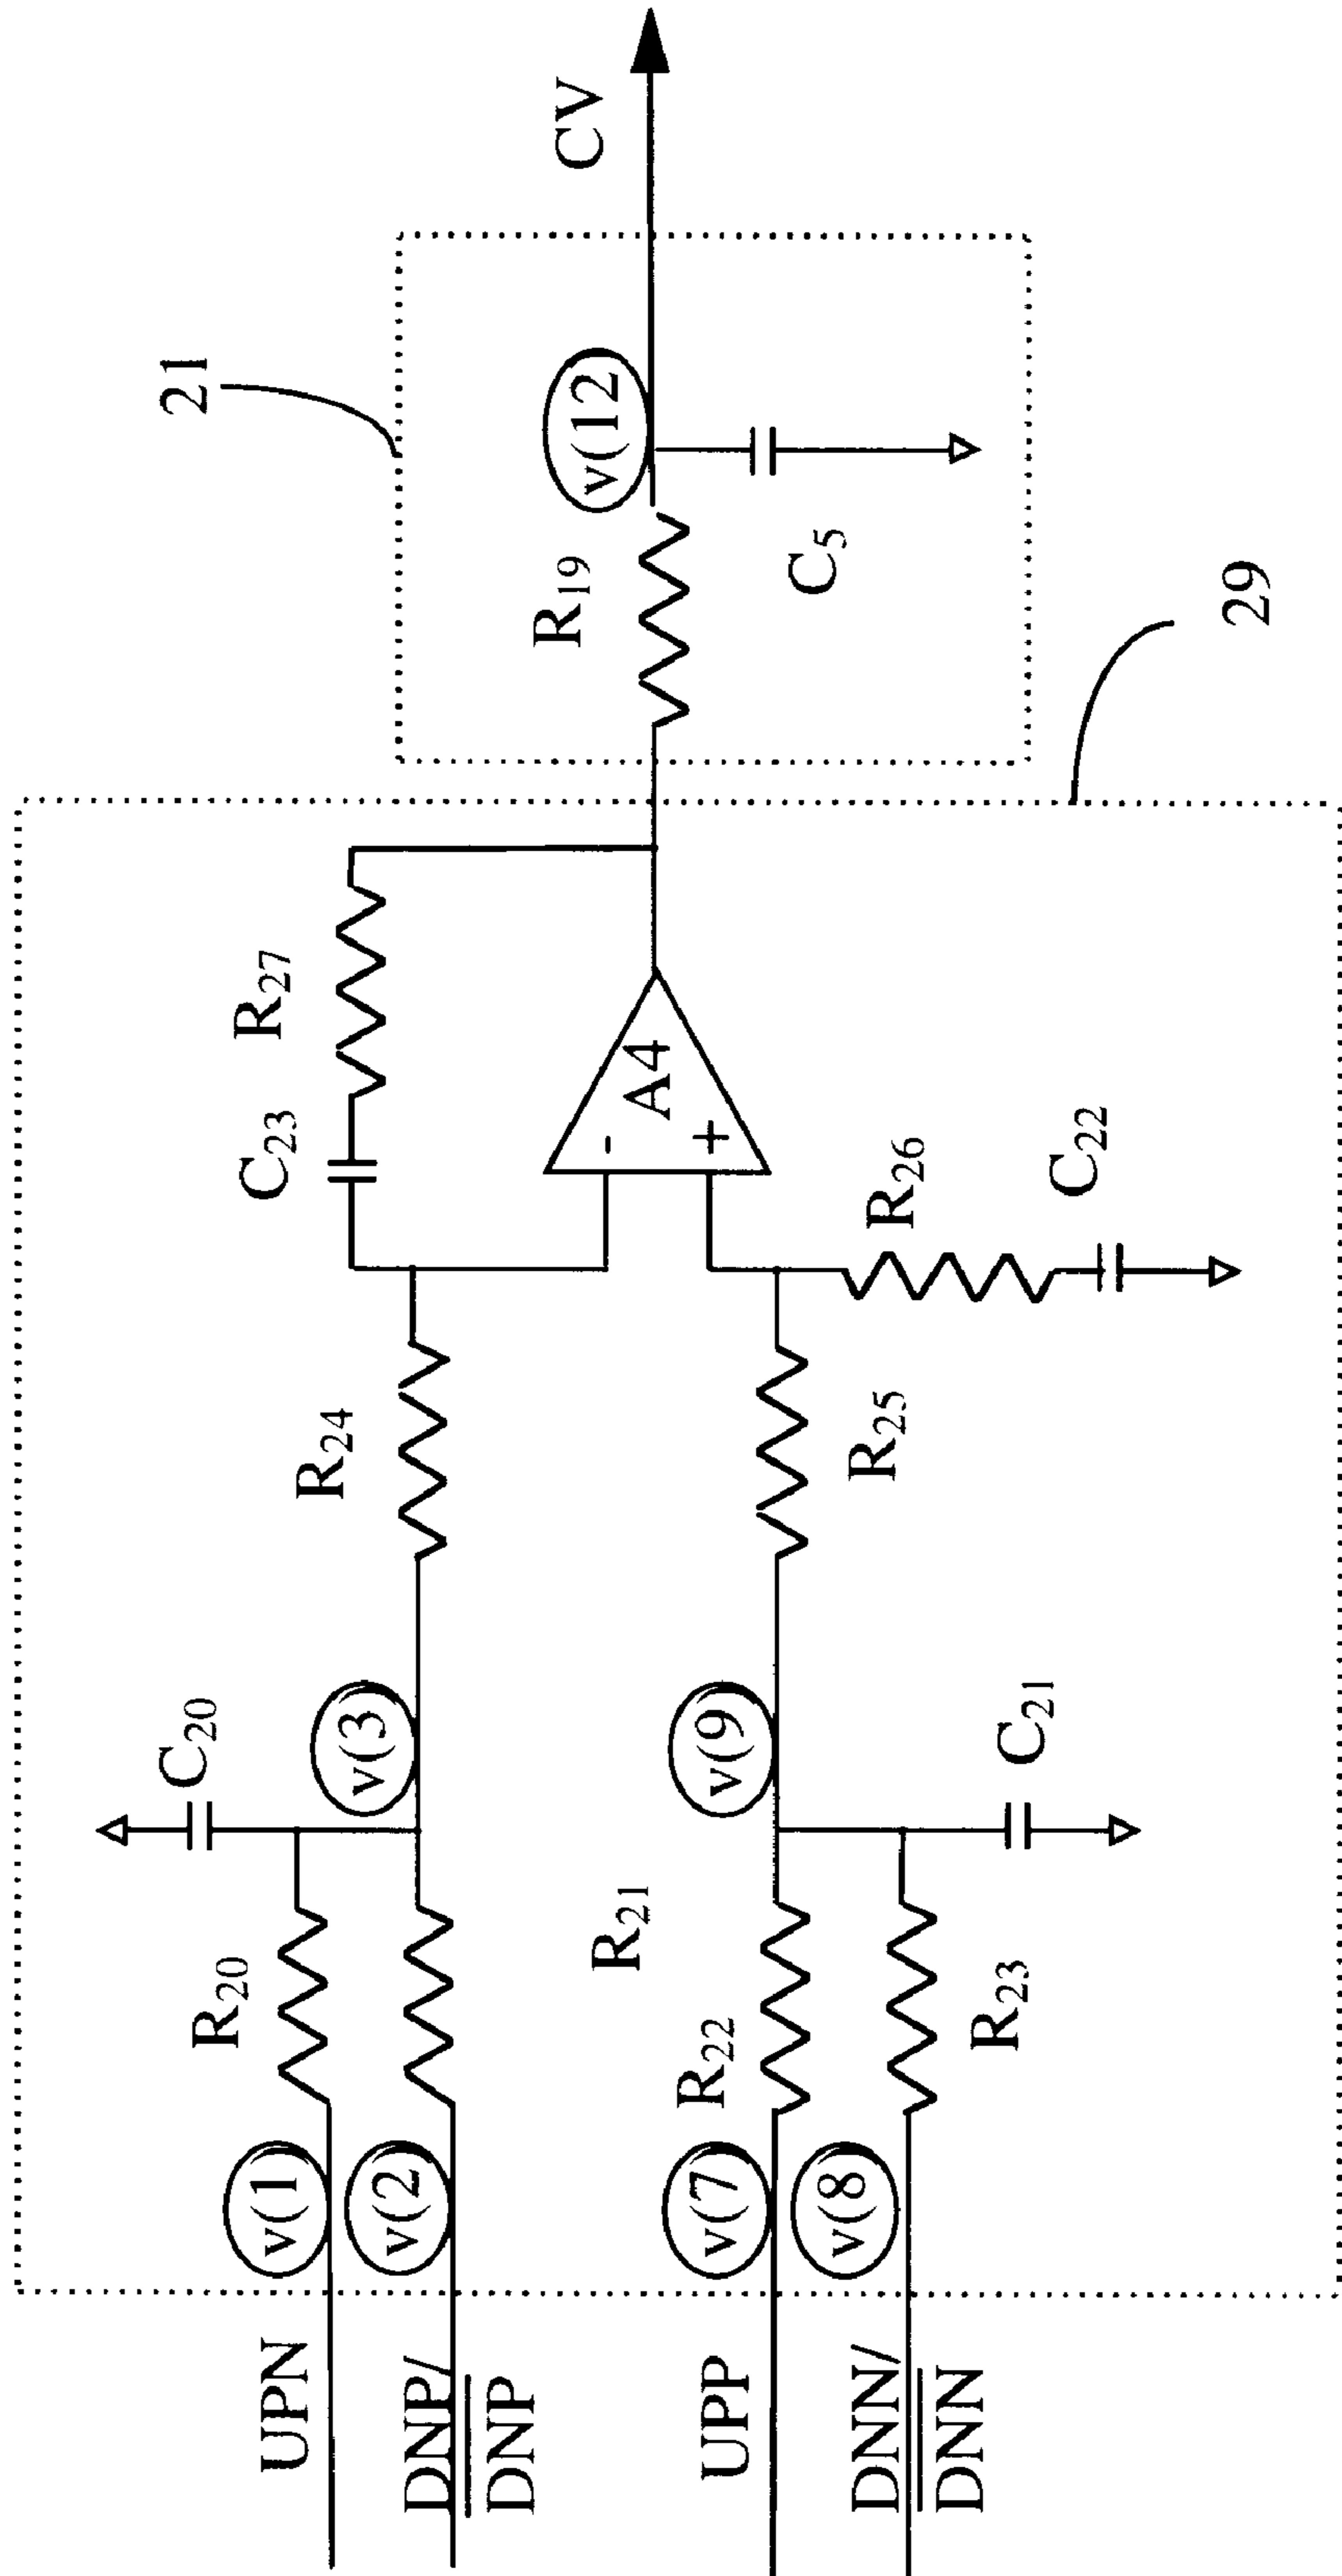 UPN
DNP/
DNP
UPP
DNN/
DNN
v(1
v(2
v(7
v(8
R20
R21
R22
R23
C20
v(3
v(9
C21
R24
R25
C23
R27
A4
-
+
R26
C22
29
R19
v(12
C5
21
CV